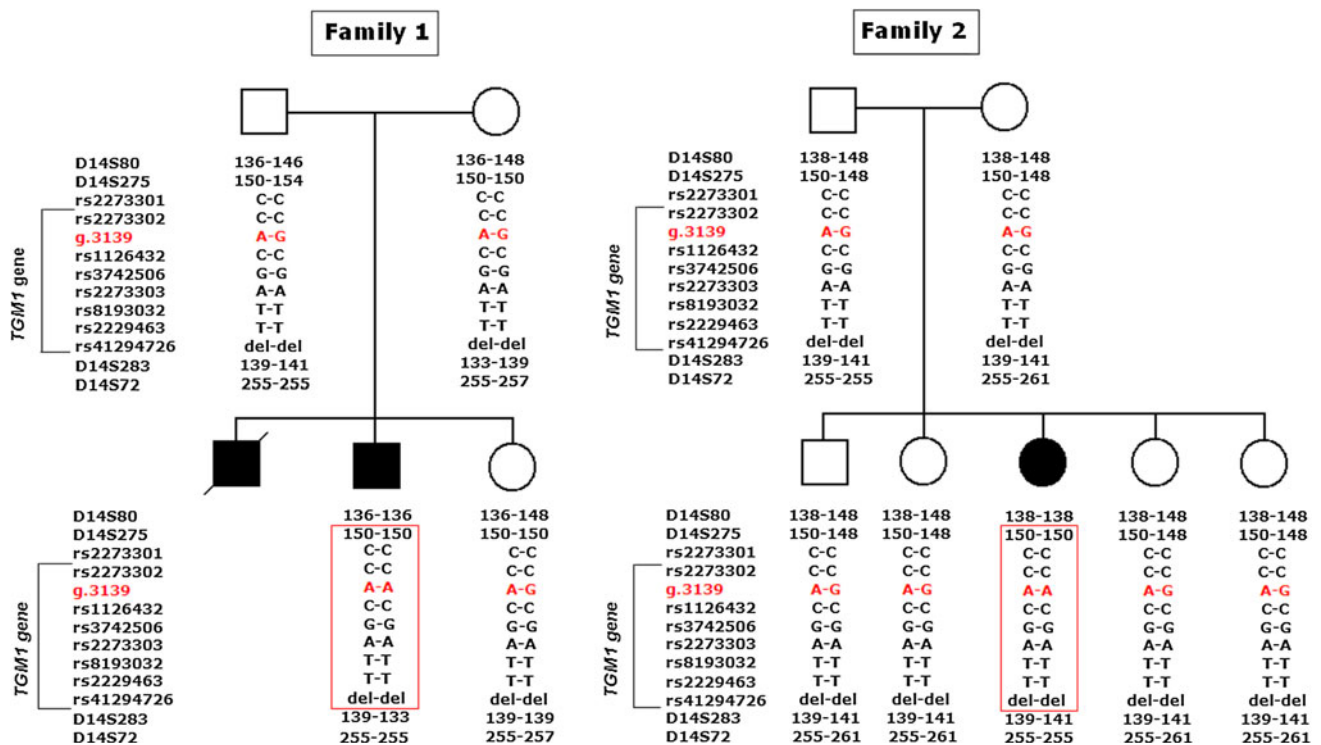 Family 1 Family 2
D14S80 136-146 136-148 D14S80 138-148 138-148
D14S275 150-154 150-150 D14S275 150-148 150-148
rs2273301 C-C C-C rs2273301 C-C C-C
rs2273302 C-C C-C rs2273302 C-C C-C
g.3139 A-G A-G g.3139 A-G A-G
rs1126432 C-C C-C rs1126432 C-C C-C
rs3742506 G-G G-G rs3742506 G-G G-G
rs2273303 A-A A-A rs2273303 A-A A-A
rs8193032 T-T T-T rs8193032 T-T T-T
rs2229463 T-T T-T rs2229463 T-T T-T
rs41294726 del-del del-del rs41294726 del-del del-del
D14S283 139-141 133-139 D14S283 139-141 139-141
D14S72 255-255 255-257 D14S72 255-255 255-261
TGM1 gene TGM1 gene
D14S80 136-136 136-148 D14S80 138-148 138-148 138-138 138-148 138-148
D14S275 150-150 150-150 D14S275 150-148 150-148 150-150 150-148 150-148
rs2273301 C-C C-C rs2273301 C-C C-C C-C C-C C-C
rs2273302 C-C C-C rs2273302 C-C C-C C-C C-C C-C
g.3139 A-A A-G g.3139 A-G A-G A-A A-G A-G
rs1126432 C-C C-C rs1126432 C-C C-C C-C C-C C-C
rs3742506 G-G G-G rs3742506 G-G G-G G-G G-G G-G
rs2273303 A-A A-A rs2273303 A-A A-A A-A A-A A-A
rs8193032 T-T T-T rs8193032 T-T T-T T-T T-T T-T
rs2229463 T-T T-T rs2229463 T-T T-T T-T T-T T-T
rs41294726 del-del del-del rs41294726 del-del del-del del-del del-del del-del
D14S283 139-133 139-139 D14S283 139-141 139-141 139-141 139-141 139-141
D14S72 255-255 255-257 D14S72 255-261 255-261 255-255 255-261 255-261
TGM1 gene TGM1 gene